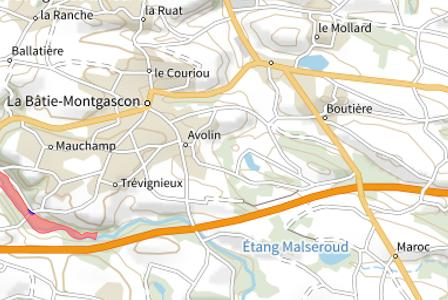 la Ruat
la Ranche
le Mollard
Ballatière
le Couriou
La Bâtie-Montgascon
Boutière
Avolin
Mauchamp
Trévignieux
Étang Malseroud
Maroc